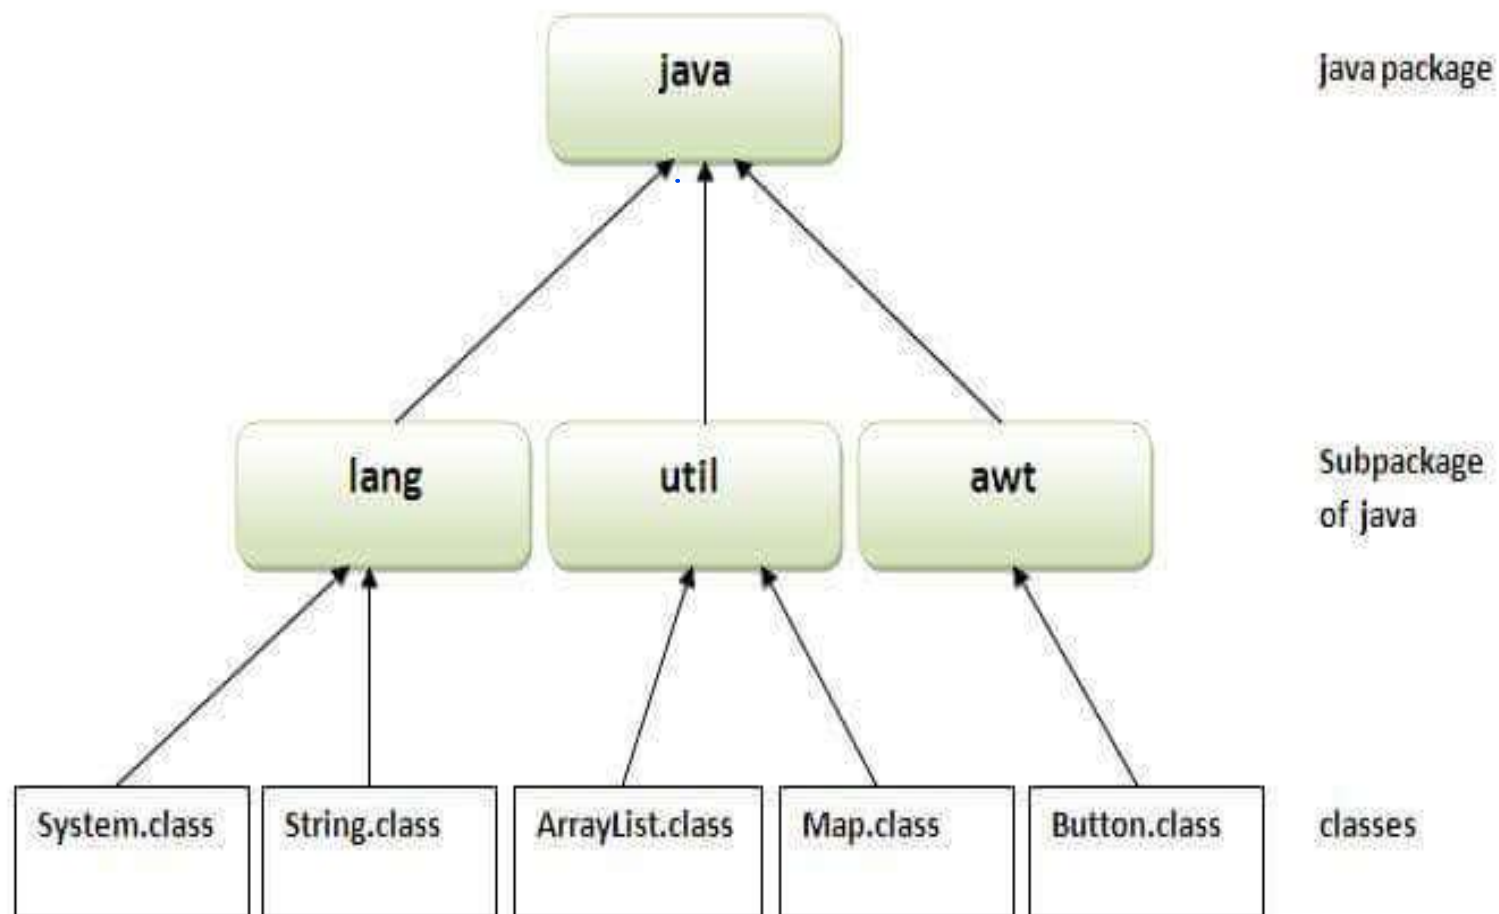 java
java package
lang
util
awt
Subpackage
of java
System.class
String.class
ArrayList.class
Map.class
Button.class
classes